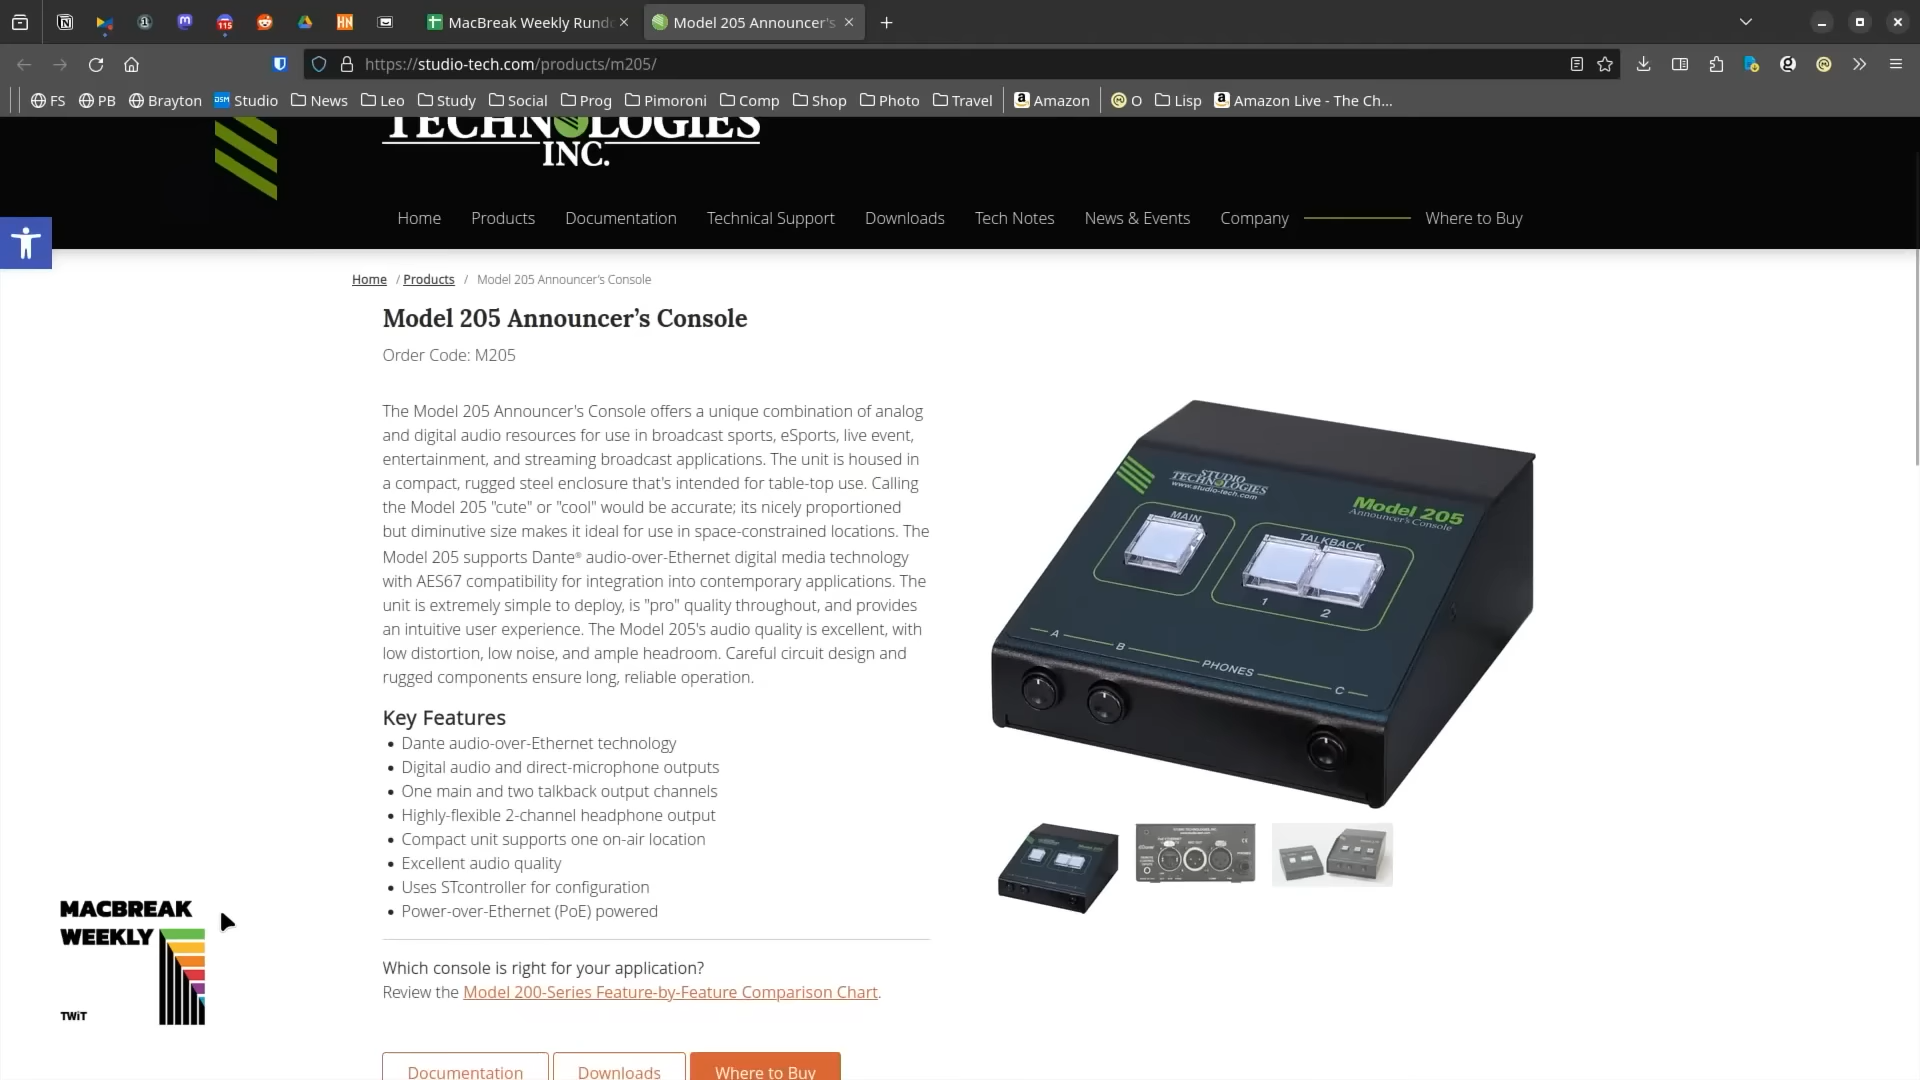 115
HN
MacBreak Weekly Rund
Model 205 Announcer's
https://studio-tech.com/products/m205/
FS
PB
Brayton
DSM Studio
News
Leo
Study
Social
Prog
Pimoroni
Comp
Shop
Photo
Travel
Amazon
O
Lisp
Amazon Live - The Ch...
TECHNOLOGIES
INC.
Home
Products
Documentation
Technical Support
Downloads
Tech Notes
News & Events
Company
Where to Buy
Home / Products / Model 205 Announcer's Console
Model 205 Announcer’s Console
Order Code: M205
The Model 205 Announcer's Console offers a unique combination of analog
and digital audio resources for use in broadcast sports, eSports, live event,
entertainment, and streaming broadcast applications. The unit is housed in
a compact, rugged steel enclosure that's intended for table-top use. Calling
the Model 205 "cute" or "cool" would be accurate; its nicely proportioned
but diminutive size makes it ideal for use in space-constrained locations. The
Model 205 supports Dante® audio-over-Ethernet digital media technology
with AES67 compatibility for integration into contemporary applications. The
unit is extremely simple to deploy, is "pro" quality throughout, and provides
an intuitive user experience. The Model 205's audio quality is excellent, with
low distortion, low noise, and ample headroom. Careful circuit design and
rugged components ensure long, reliable operation.
Key Features
• Dante audio-over-Ethernet technology
• Digital audio and direct-microphone outputs
• One main and two talkback output channels
• Highly-flexible 2-channel headphone output
• Compact unit supports one on-air location
• Excellent audio quality
• Uses STcontroller for configuration
• Power-over-Ethernet (PoE) powered
Which console is right for your application?
Review the Model 200-Series Feature-by-Feature Comparison Chart.
Documentation
Downloads
Where to Buy
STUDIO
TECHNOLOGIES
www.studio-tech.com
Model 205
Announcer's Console
MAIN
TALKBACK
1
2
A
B
PHONES
C
MACBREAK
WEEKLY
TWiT